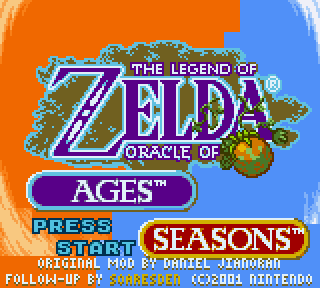 THE LEGEND OF
ZELDA®
ORACLE OF
AGES™
PRESS
START
SEASONS™
ORIGINAL MOD BY DANIEL JIANORAN
FOLLOW-UP BY SOARESDEN (C)2001 NINTENDO